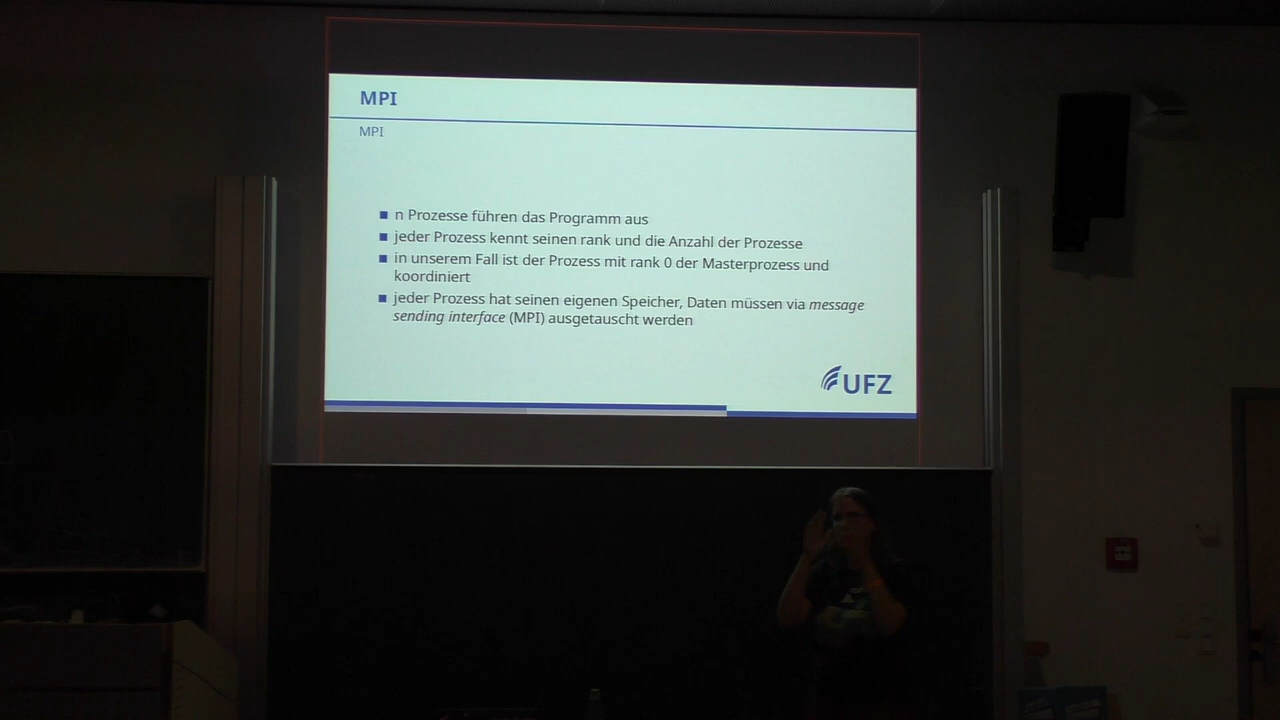 MPI
MPI
n Prozesse führen das Programm aus
jeder Prozess kennt seinen rank und die Anzahl der Prozesse
in unserem Fall ist der Prozess mit rank 0 der Masterprozess und
koordiniert
jeder Prozess hat seinen eigenen Speicher, Daten müssen via message
sending interface (MPI) ausgetauscht werden
UFZ